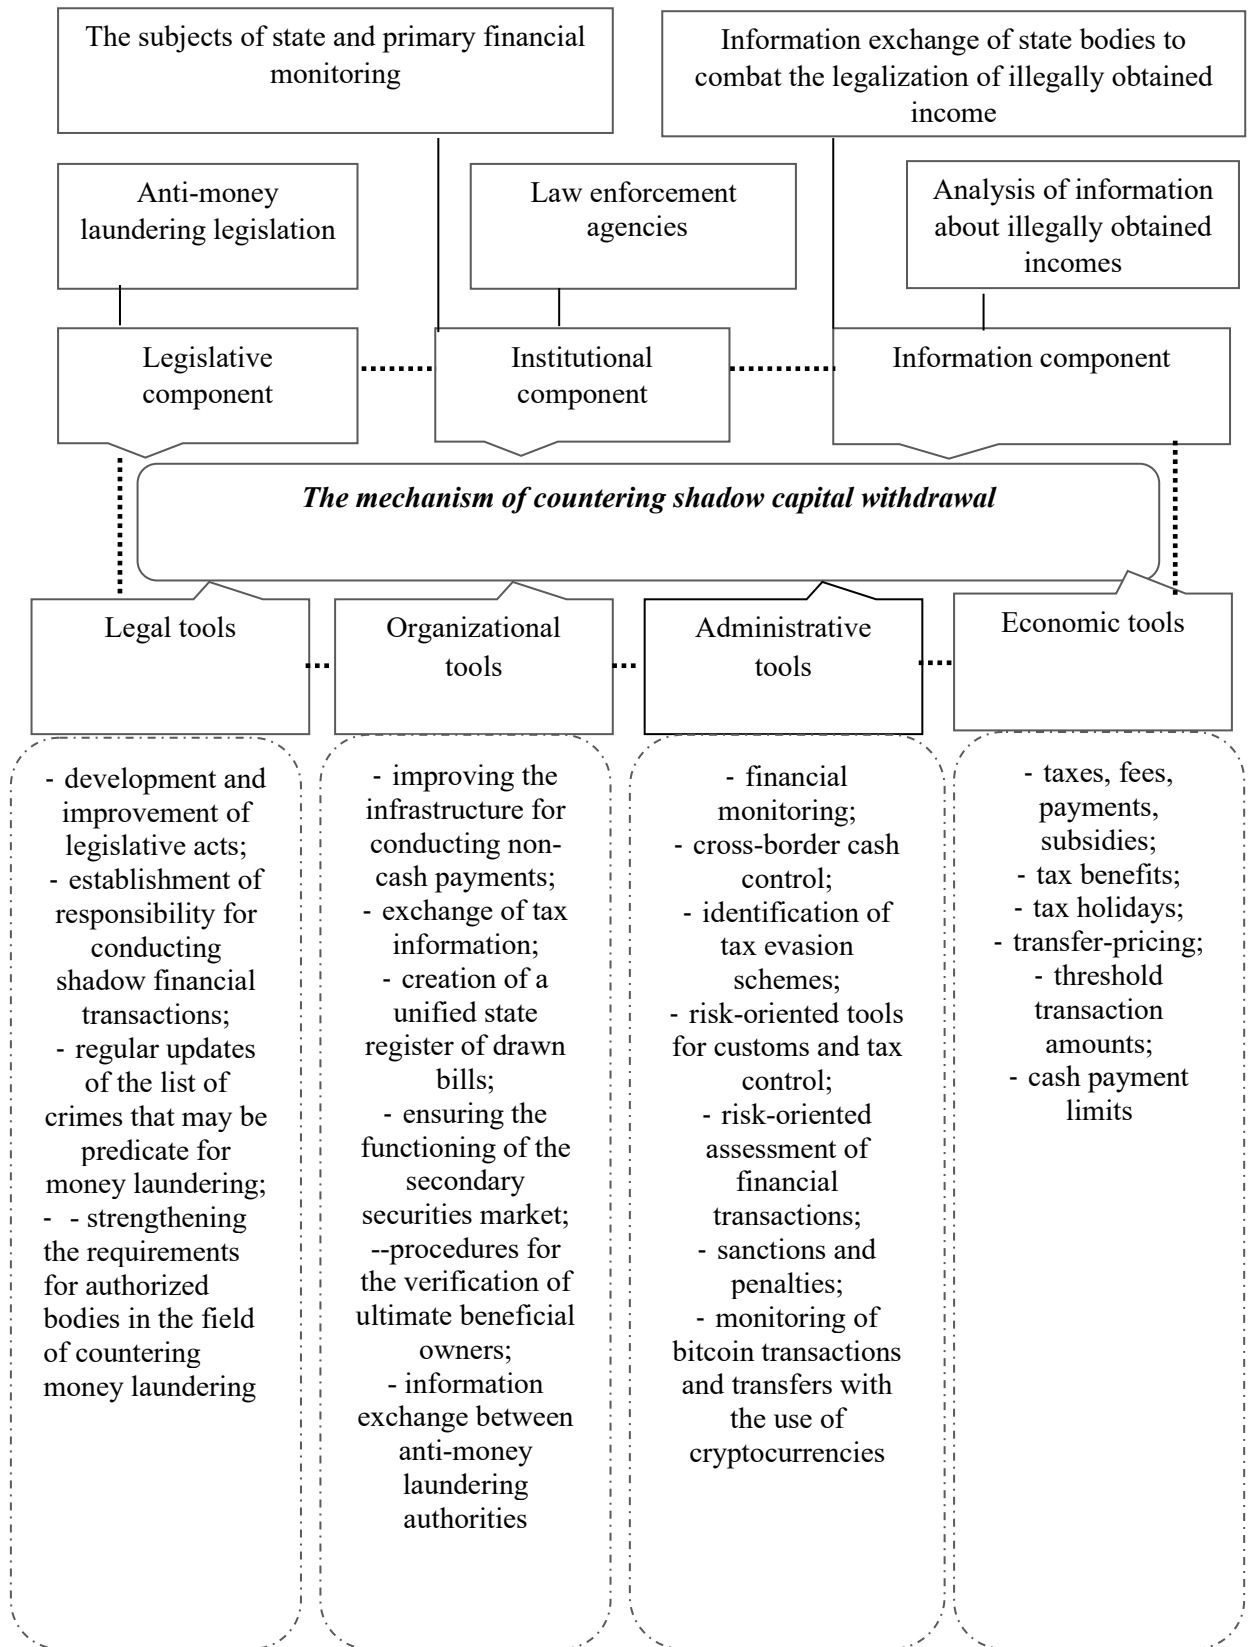 The subjects of state and primary financial
monitoring
Information exchange of state bodies to
combat the legalization of illegally obtained
income
Anti-money
laundering legislation
Law enforcement
agencies
Analysis of information
about illegally obtained
incomes
Legislative
component
Institutional
component
Information component
The mechanism of countering shadow capital withdrawal
Legal tools
Organizational
tools
Administrative
tools
Economic tools
- development and
improvement of
legislative acts;
- establishment of
responsibility for
conducting
shadow financial
transactions;
- regular updates
of the list of
crimes that may be
predicate for
money laundering;
- - strengthening
the requirements
for authorized
bodies in the field
of countering
money laundering
- improving the
infrastructure for
conducting non-
cash payments;
- exchange of tax
information;
- creation of a
unified state
register of drawn
bills;
- ensuring the
functioning of the
secondary
securities market;
--procedures for
the verification of
ultimate beneficial
owners;
- information
exchange between
anti-money
laundering
authorities
- financial
monitoring;
- cross-border cash
control;
- identification of
tax evasion
schemes;
- risk-oriented tools
for customs and tax
control;
- risk-oriented
assessment of
financial
transactions;
- sanctions and
penalties;
- monitoring of
bitcoin transactions
and transfers with
the use of
cryptocurrencies
- taxes, fees,
payments,
subsidies;
- tax benefits;
- tax holidays;
- transfer-pricing;
- threshold
transaction
amounts;
- cash payment
limits